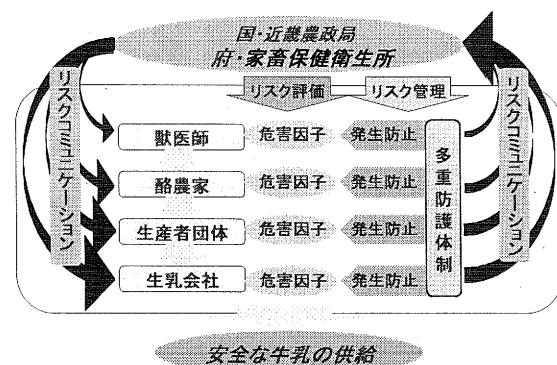 国・近畿農政局
府・家畜保健衛生所
リスク評価
リスク管理
リスクコミュニケーション
獣医師
危害因子
発生防止
酪農家
危害因子
発生防止
生産者団体
危害因子
発生防止
生乳会社
危害因子
発生防止
多重防護体制
リスクコミュニケーション
安全な牛乳の供給